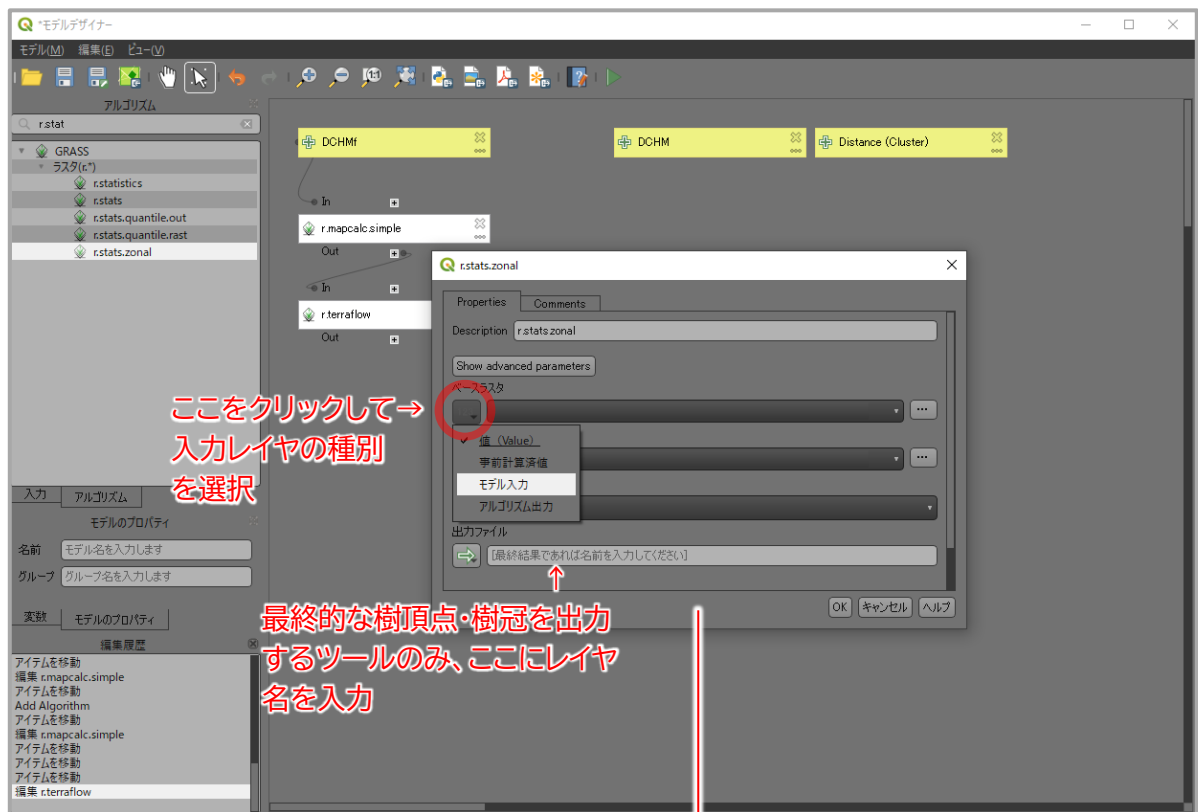 *モデルデザイナー
モデル(M) 編集(E) ビュー(V)
アルゴリズム
r.stat
GRASS
ラスタ(r.*)
r.statistics
r.stats
r.stats.quantile.out
r.stats.quantile.rast
r.stats.zonal
入力 アルゴリズム
モデルのプロパティ
名前 モデル名を入力します
グループ グループ名を入力します
変数 モデルのプロパティ
編集履歴
アイテムを移動
編集 r.mapcalc.simple
アイテムを移動
Add Algorithm
アイテムを移動
編集 r.mapcalc.simple
アイテムを移動
アイテムを移動
アイテムを移動
編集 r.terraflow
DCHMf
DCHM
Distance (Cluster)
In
r.mapcalc.simple
Out
In
r.terraflow
Out
r.stats.zonal
Properties Comments
Description r.stats.zonal
Show advanced parameters
ベースラスタ
値 (Value)
事前計算済値
モデル入力
アルゴリズム出力
出力ファイル
[最終結果であれば名前を入力してください]
OK キャンセル ヘルプ
ここをクリックして→
入力レイヤの種別
を選択
↑
最終的な樹頂点・樹冠を出力
するツールのみ、ここにレイヤ
名を入力